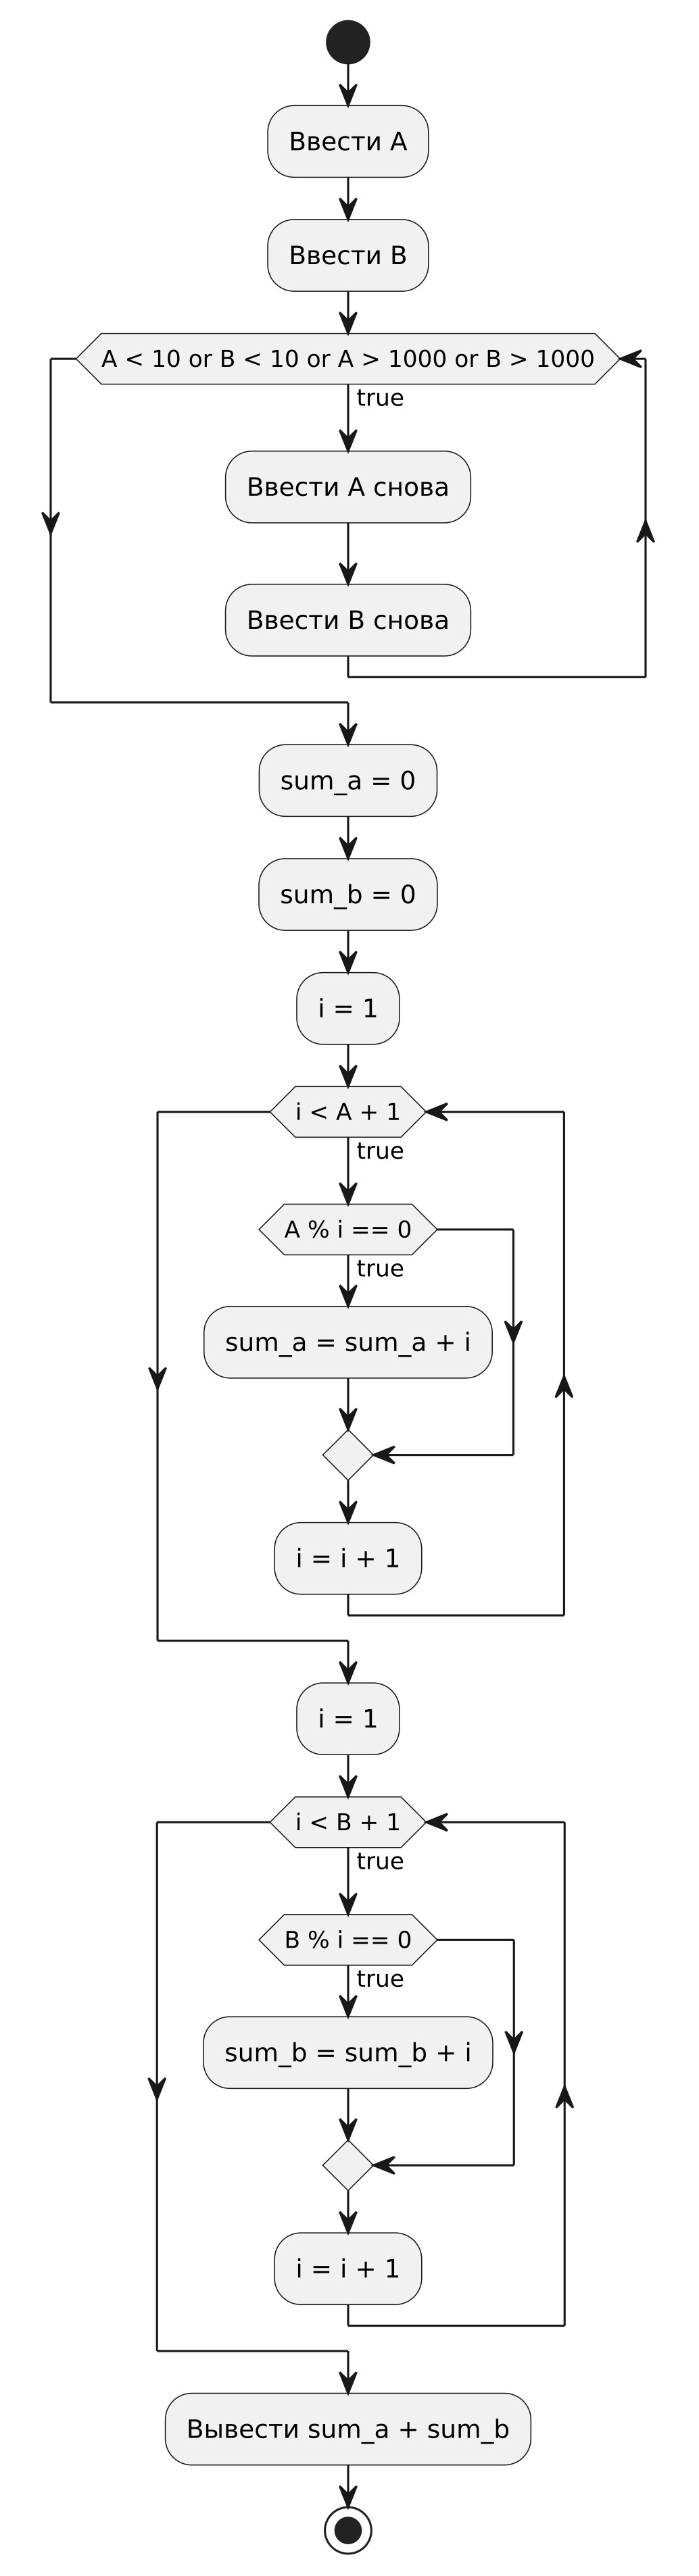 Ввести A
Ввести B
A < 10 or B < 10 or A > 1000 or B > 1000
true
Ввести A снова
Ввести B снова
sum_a = 0
sum_b = 0
i = 1
i < A + 1
true
A % i == 0
true
sum_a = sum_a + i
i = i + 1
i = 1
i < B + 1
true
B % i == 0
true
sum_b = sum_b + i
i = i + 1
Вывести sum_a + sum_b